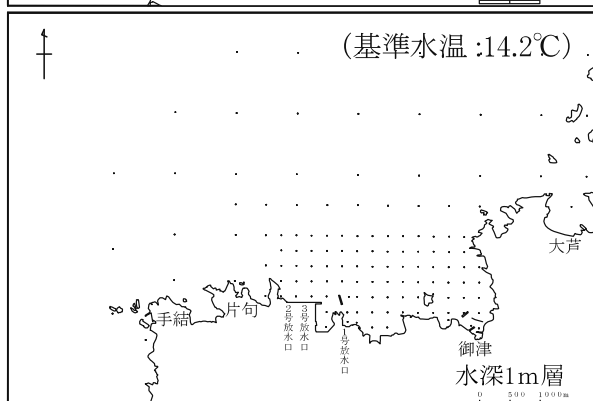 (基準水温:14.2℃)
大芦
片句
手結
2号放水口
3号放水口
1号放水口
御津
水深1m層
0 500 1000m